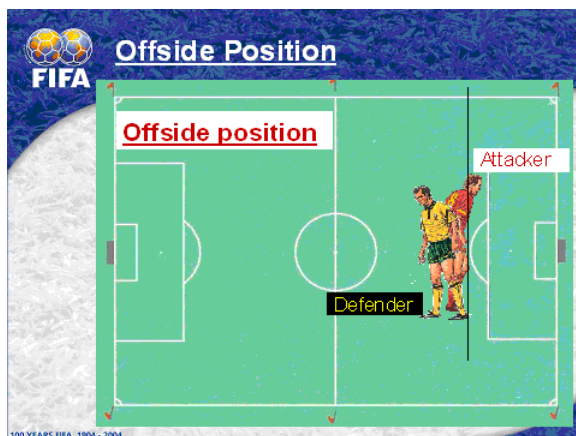 Offside Position
FIFA
Offside position
Attacker
Defender
100 YEARS FIFA 1904 - 2004